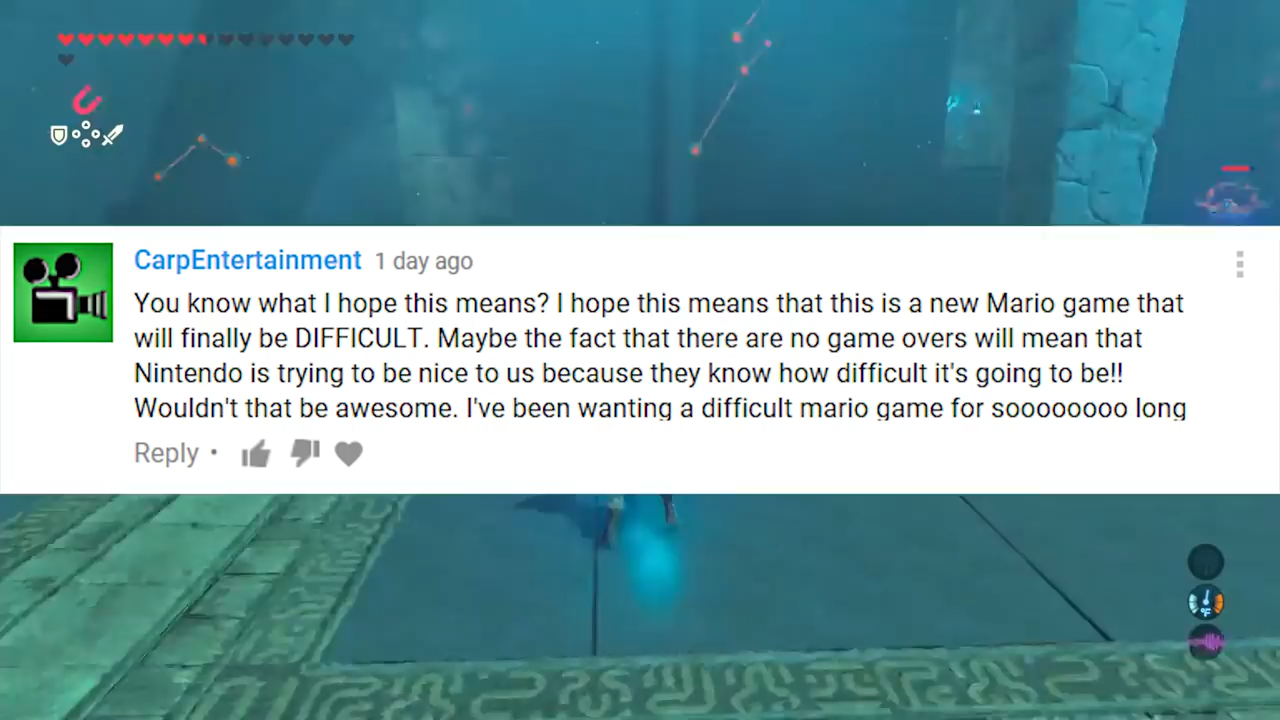 CarpEntertainment 1 day ago
You know what I hope this means? I hope this means that this is a new Mario game that
will finally be DIFFICULT. Maybe the fact that there are no game overs will mean that
Nintendo is trying to be nice to us because they know how difficult it's going to be!!
Wouldn't that be awesome. I've been wanting a difficult mario game for soooooooo long
Reply •
°F